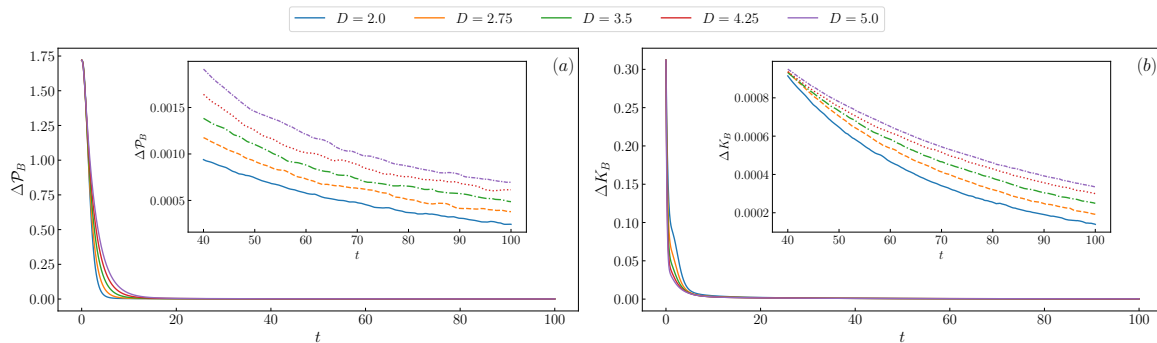 D = 2.0 D = 2.75 D = 3.5 D = 4.25 D = 5.0
(a)
1.75
1.50
1.25
1.00
0.75
0.50
0.25
0.00
ΔP_B
0 20 40 60 80 100
t
0.0015
0.0010
0.0005
ΔP_B
40 50 60 70 80 90 100
t
(b)
0.30
0.25
0.20
0.15
0.10
0.05
0.00
ΔK_B
0 20 40 60 80 100
t
0.0008
0.0006
0.0004
0.0002
ΔK_B
40 50 60 70 80 90 100
t